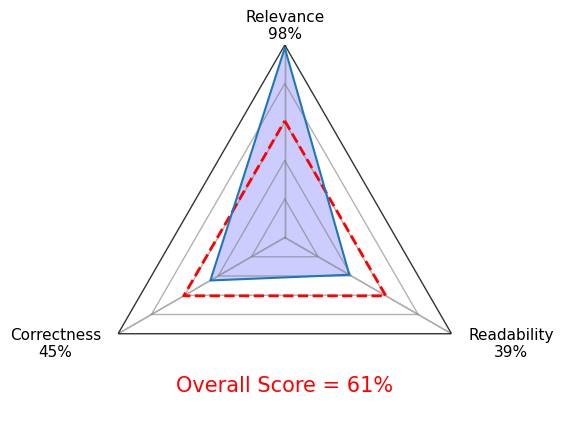 Relevance
98%
Correctness
45%
Readability
39%
Overall Score = 61%